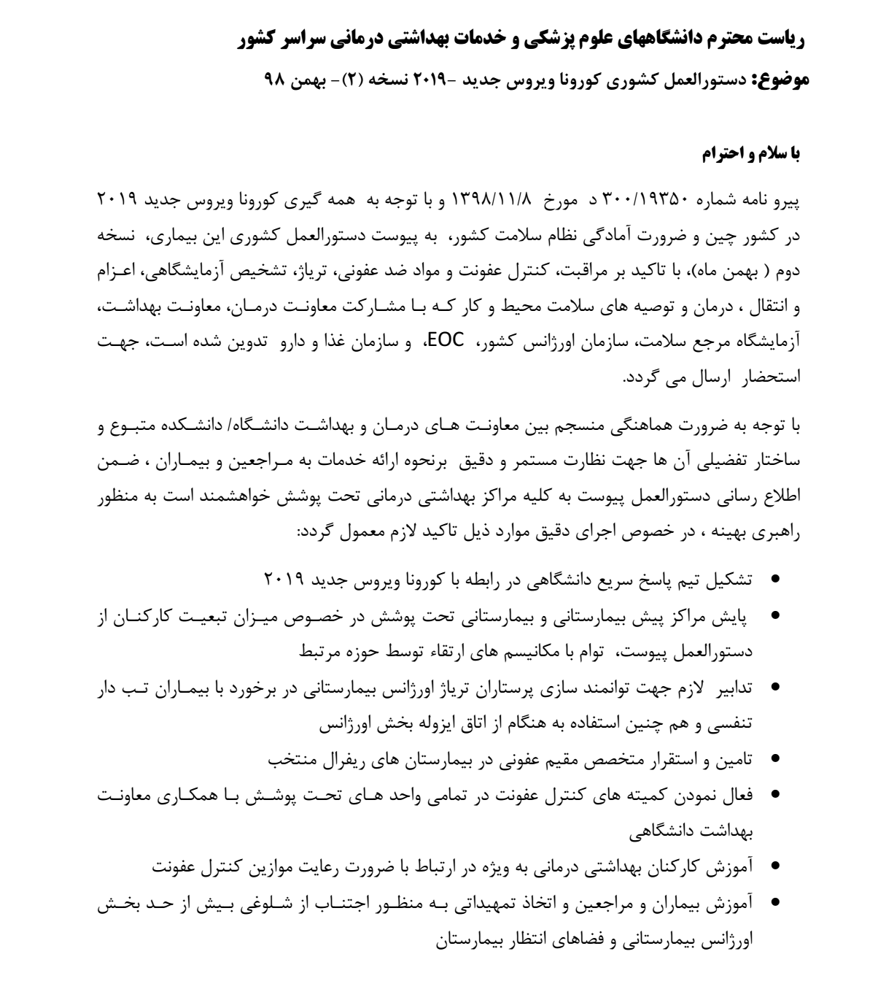 ریاست محترم دانشگاههای علوم پزشکی و خدمات بهداشتی درمانی سراسر کشور
موضوع: دستورالعمل کشوری کورونا ویروس جدید -۲۰۱۹ نسخه (۲)- بهمن ۹۸
با سلام و احترام
پیرو نامه شماره ۳۰۰/۱۹۳۵۰ د مورخ ۱۳۹۸/۱۱/۸ و با توجه به همه گیری کورونا ویروس جدید ۲۰۱۹
در کشور چین و ضرورت آمادگی نظام سلامت کشور، به پیوست دستورالعمل کشوری این بیماری، نسخه
دوم ( بهمن ماه)، با تاکید بر مراقبت، کنترل عفونت و مواد ضد عفونی، تریاژ، تشخیص آزمایشگاهی، اعـزام
و انتقال ، درمان و توصیه های سلامت محیط و کار کـه بـا مشـارکت معاونـت درمـان، معاونـت بهداشـت،
آزمایشگاه مرجع سلامت، سازمان اورژانس کشور، EOC، و سازمان غذا و دارو تدوین شده اسـت، جهـت
استحضار ارسال می گردد.
با توجه به ضرورت هماهنگی منسجم بین معاونـت هـای درمـان و بهداشـت دانشـگاه/ دانشـکده متبـوع و
ساختار تفضیلی آن ها جهت نظارت مستمر و دقیق برنحوه ارائه خدمات به مـراجعین و بیمـاران ، ضـمن
اطلاع رسانی دستورالعمل پیوست به کلیه مراکز بهداشتی درمانی تحت پوشش خواهشمند است به منظور
راهبری بهینه ، در خصوص اجرای دقیق موارد ذیل تاکید لازم معمول گردد:
● تشکیل تیم پاسخ سریع دانشگاهی در رابطه با کورونا ویروس جدید ۲۰۱۹
● پایش مراکز پیش بیمارستانی و بیمارستانی تحت پوشش در خصـوص میـزان تبعیـت کارکنـان از
دستورالعمل پیوست، توام با مکانیسم های ارتقاء توسط حوزه مرتبط
● تدابیر لازم جهت توانمند سازی پرستاران تریاژ اورژانس بیمارستانی در برخورد با بیمـاران تـب دار
تنفسی و هم چنین استفاده به هنگام از اتاق ایزوله بخش اورژانس
● تامین و استقرار متخصص مقیم عفونی در بیمارستان های ریفرال منتخب
● فعال نمودن کمیته های کنترل عفونت در تمامی واحد هـای تحـت پوشـش بـا همکـاری معاونـت
بهداشت دانشگاهی
● آموزش کارکنان بهداشتی درمانی به ویژه در ارتباط با ضرورت رعایت موازین کنترل عفونت
● آموزش بیماران و مراجعین و اتخاذ تمهیداتی بـه منظـور اجتنـاب از شـلوغی بـیش از حـد بخـش
اورژانس بیمارستانی و فضاهای انتظار بیمارستان